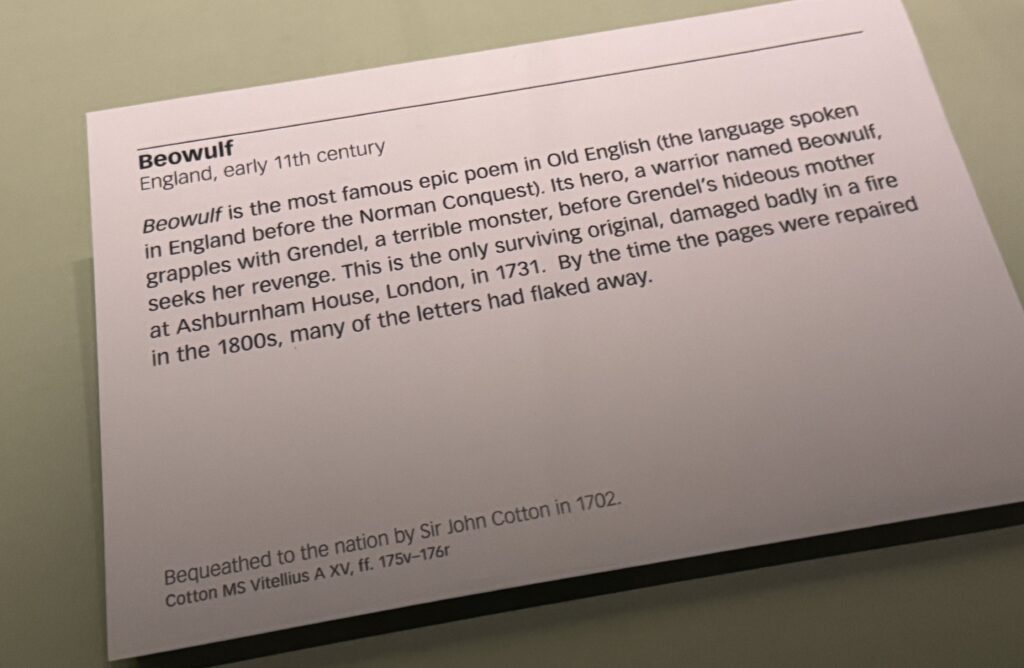 Beowulf
England, early 11th century
Beowulf is the most famous epic poem in Old English (the language spoken
in England before the Norman Conquest). Its hero, a warrior named Beowulf,
grapples with Grendel, a terrible monster, before Grendel's hideous mother
seeks her revenge. This is the only surviving original, damaged badly in a fire
at Ashburnham House, London, in 1731. By the time the pages were repaired
in the 1800s, many of the letters had flaked away.
Bequeathed to the nation by Sir John Cotton in 1702.
Cotton MS Vitellius A XV, ff. 175v–176r